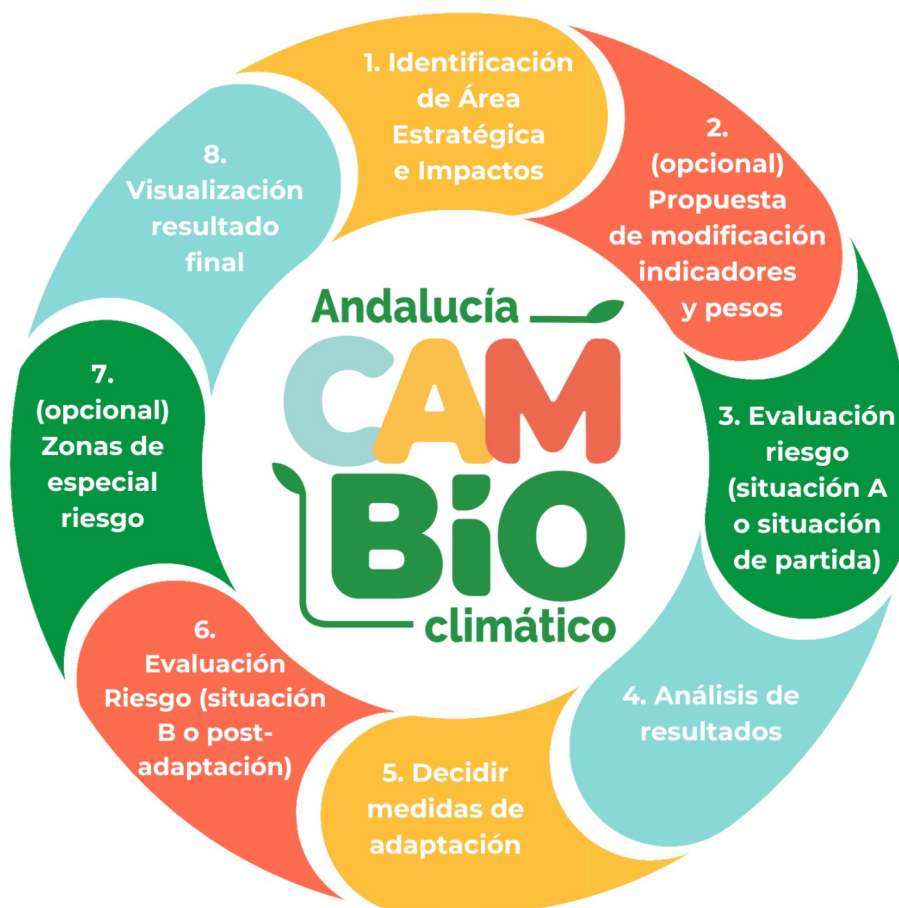 1. Identificación
de Área
Estratégica
e Impactos
2.
(opcional)
Propuesta
de modificación
indicadores
y pesos
3. Evaluación
riesgo
(situación A
o situación
de partida)
4. Análisis de
resultados
5. Decidir
medidas de
adaptación
6.
Evaluación
Riesgo (situación
B o post-
adaptación)
7.
(opcional)
Zonas de
especial
riesgo
8.
Visualización
resultado
final
Andalucía
CAM
BiO
climático